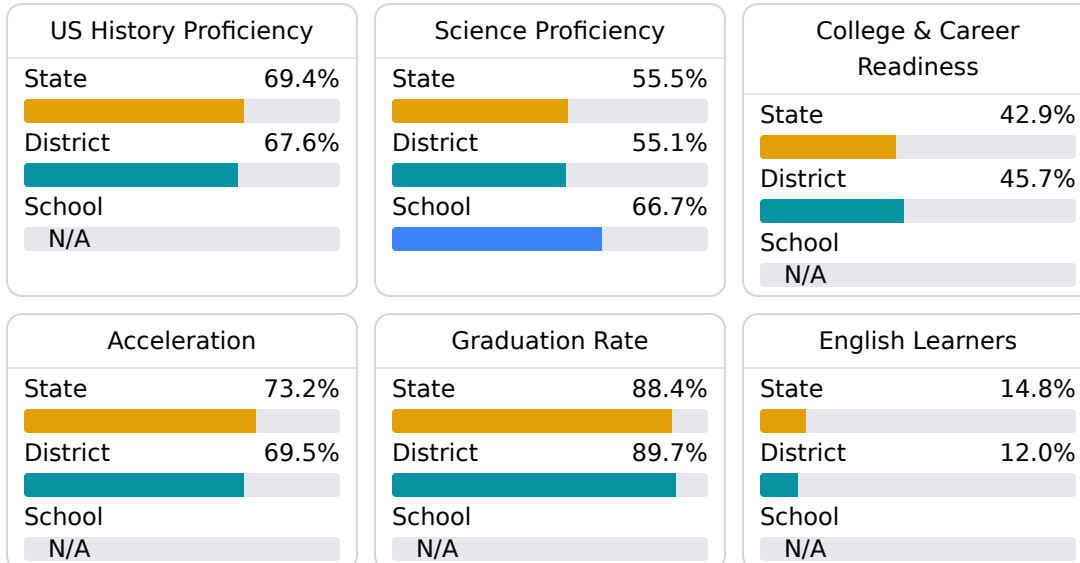 US History Proficiency
State 69.4%
District 67.6%
School
N/A
Science Proficiency
State 55.5%
District 55.1%
School 66.7%
College & Career
Readiness
State 42.9%
District 45.7%
School
N/A
Acceleration
State 73.2%
District 69.5%
School
N/A
Graduation Rate
State 88.4%
District 89.7%
School
N/A
English Learners
State 14.8%
District 12.0%
School
N/A